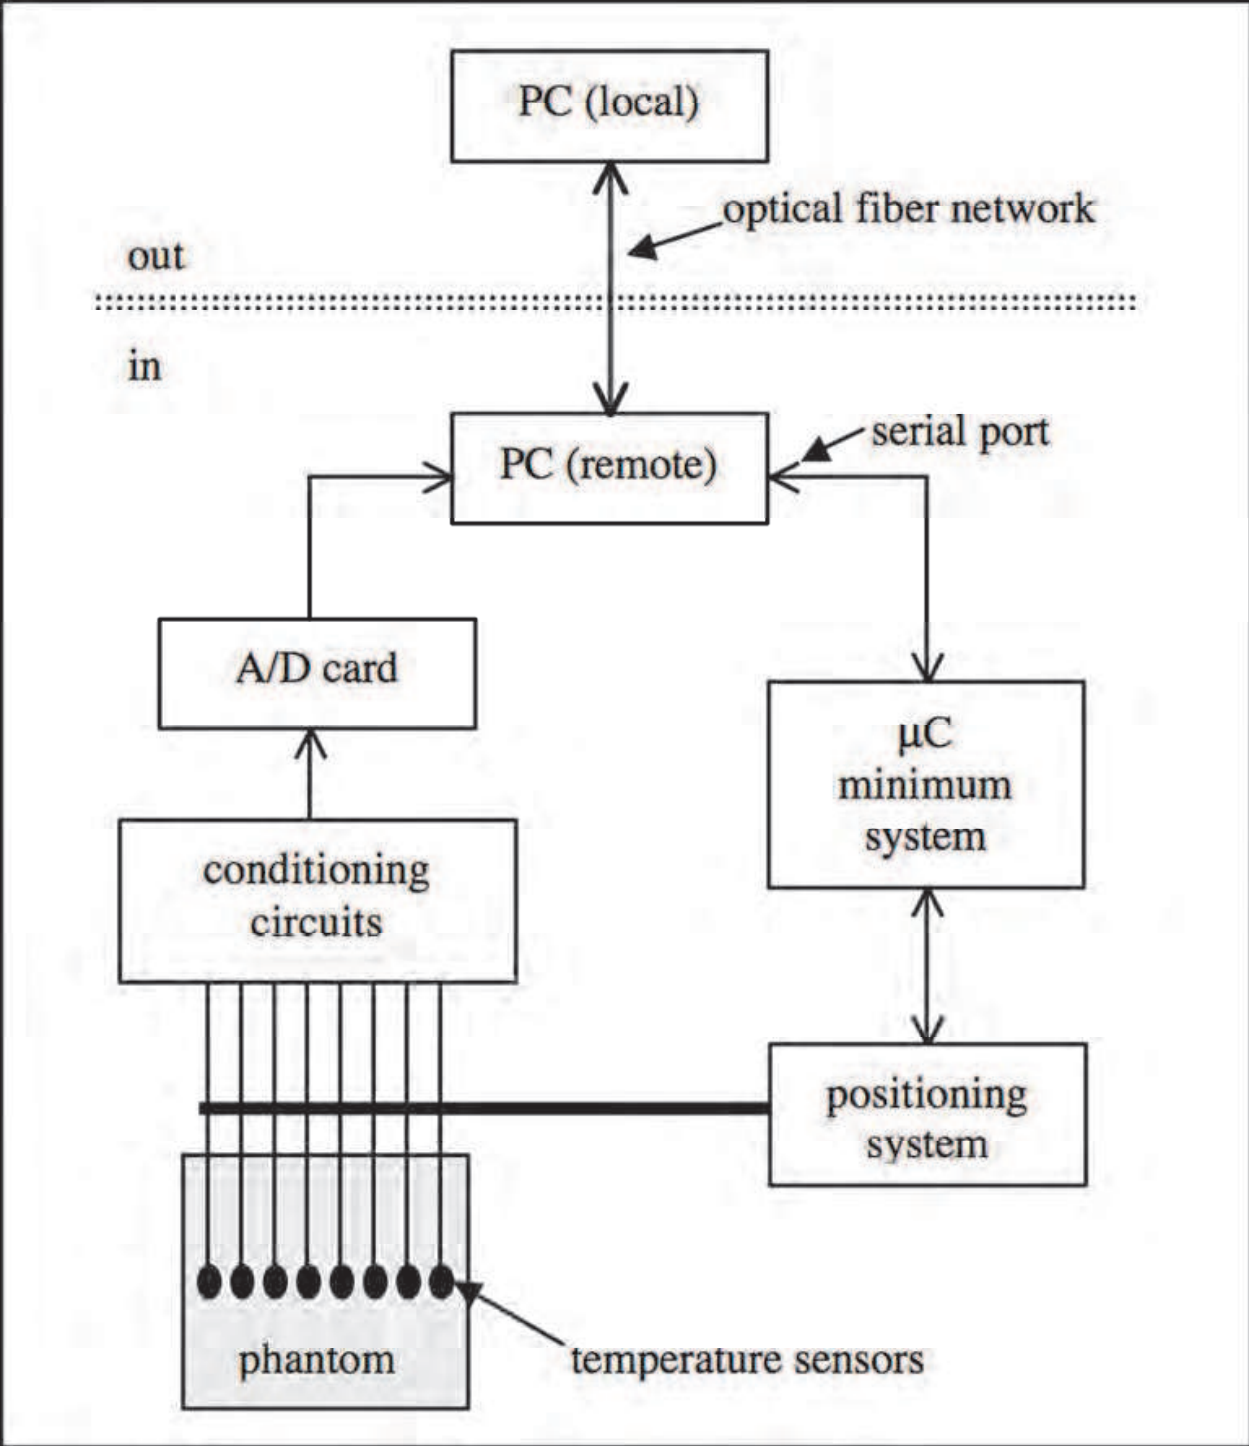 PC (local)
optical fiber network
out
in
serial port
PC (remote)
A/D card
μC
minimum
system
conditioning
circuits
positioning
system
phantom
temperature sensors